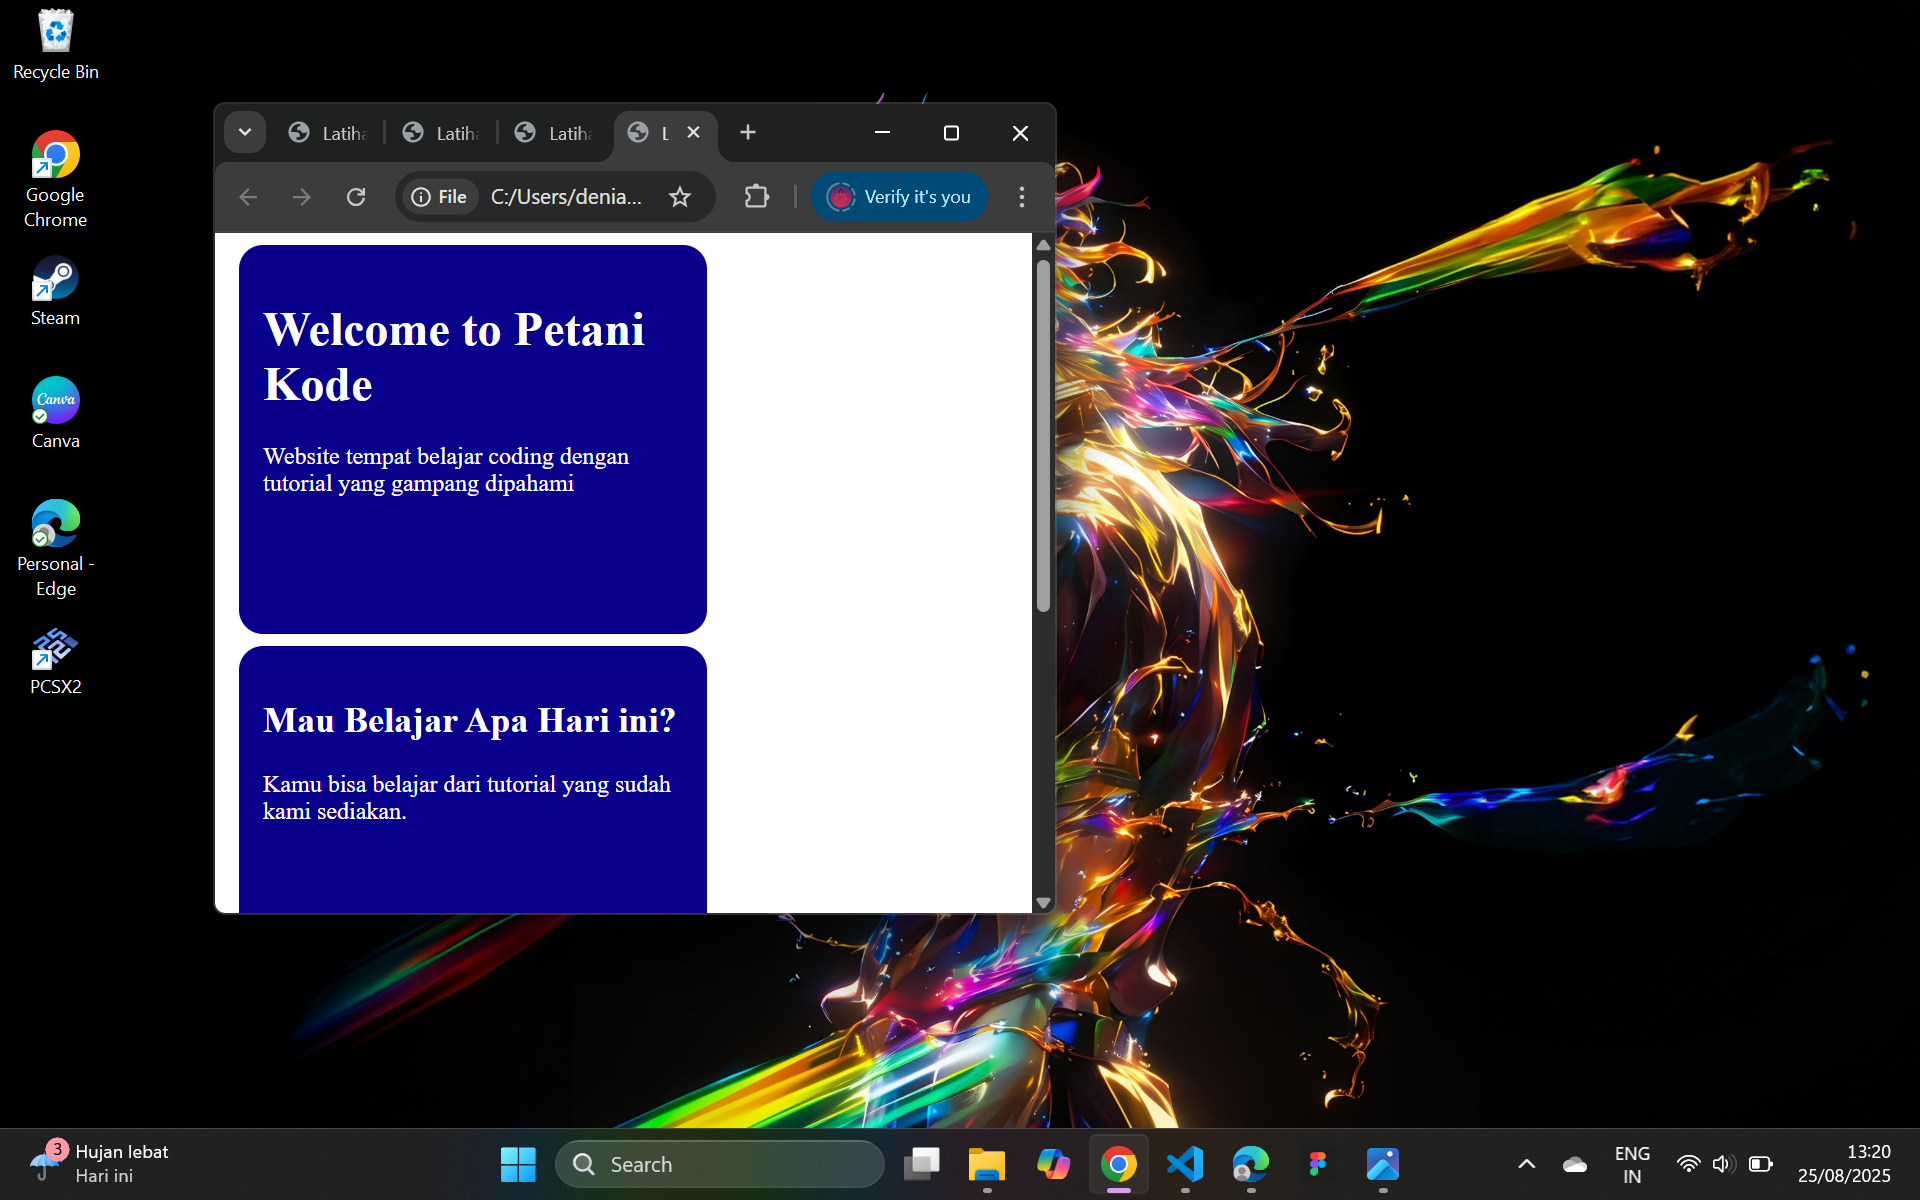 Recycle Bin
Google
Chrome
Steam
Canva
Canva
Personal -
Edge
PCSX2
Latiha
Latiha
Latiha
L
File
C:/Users/denia...
Verify it's you
Welcome to Petani
Kode
Website tempat belajar coding dengan
tutorial yang gampang dipahami
Mau Belajar Apa Hari ini?
Kamu bisa belajar dari tutorial yang sudah
kami sediakan.
3
Hujan lebat
Hari ini
Search
ENG
IN
13:20
25/08/2025